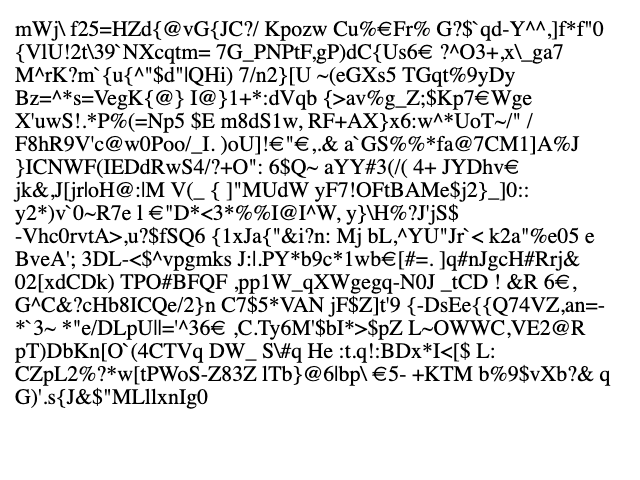 mWj\ f25=HZd{@vG{JC?/ Kpozw Cu%€Fr% G?$`qd-Y^^,]f*f"0
{VlU!2t\39`NXcqtm= 7G_PNPtF,gP)dC{Us6€ ?^O3+,x\_ga7
M^rK?m`{u{^"$d"lQHi) 7/n2}[U ~(eGXs5 TGqt%9yDy
Bz=^*s=VegK{@} I@}1+*:dVqb {>av%g_Z;$Kp7€Wge
X'uwS!.*P%(=Np5 $E m8dS1w, RF+AX}x6:w^*UoT~/" /
F8hR9V'c@w0Poo/_I. )oU]!€"€,.& a`GS%%*fa@7CM1]A%J
}ICNWF(IEDdRwS4/?+O": 6$Q~ aYY#3(/( 4+ JYDhv€
jk&,J[jr|oH@:|M V(_ { ]"MUdW yF7!OFtBAMe$j2}_]0::
y2*)v`0~R7e l €"D*<3*%%I@I^W, y}\H%?J'jS$
-Vhc0rvtA>,u?$fSQ6 {1xJa{"&i?n: Mj bL,^YU"Jr`< k2a"%e05 e
BveA'; 3DL-<$^vpgmks J:|.PY*b9c*1wb€[#=. ]q#nJgcH#Rrj&
02[xdCDk) TPO#BFQF ,pp1W_qXWgegq-N0J _tCD ! &R 6€,
G^C&?cHb8ICQe/2}n C7$5*VAN jF$Z]t'9 {-DsEe{{Q74VZ,an=-
*`3~ *"e/DLpUll='^36€ ,C.Ty6M'$bI*>$pZ L~OWWC,VE2@R
pT)DbKn[O`(4CTVq DW_ S\#q He :t.q!:BDx*I<[$ L:
CZpL2%?*w[tPWoS-Z83Z lTb}@6lbp\ €5- +KTM b%9$vXb?& q
G)'.s{J&$"MLllxnIg0